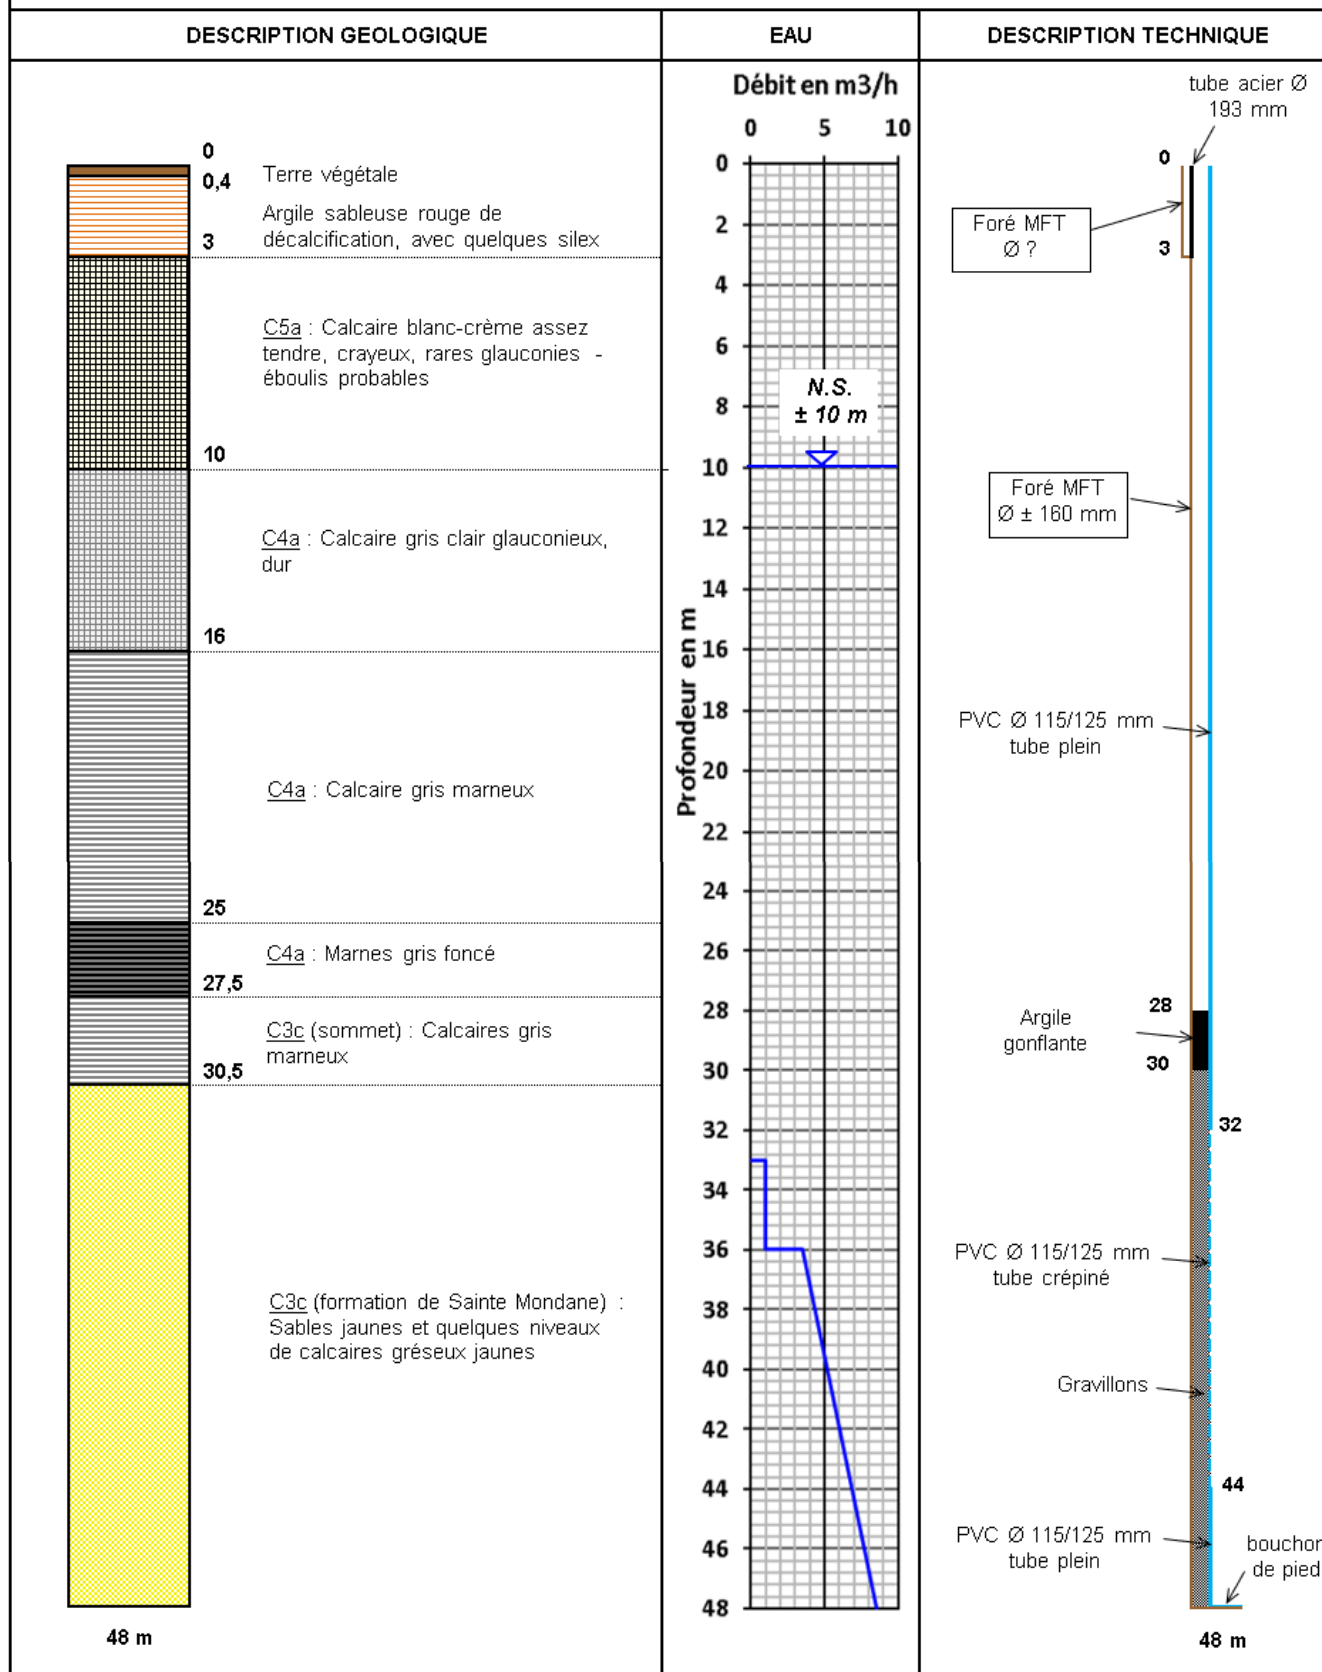 DESCRIPTION GEOLOGIQUE
EAU
DESCRIPTION TECHNIQUE
0
0,4
Terre végétale
Argile sableuse rouge de
décalcification, avec quelques silex
3
C5a : Calcaire blanc-crème assez
tendre, crayeux, rares glauconies -
éboulis probables
10
C4a : Calcaire gris clair glauconieux,
dur
16
C4a : Calcaire gris marneux
25
C4a : Marnes gris foncé
27,5
C3c (sommet) : Calcaires gris
marneux
30,5
C3c (formation de Sainte Mondane) :
Sables jaunes et quelques niveaux
de calcaires gréseux jaunes
48 m
Débit en m3/h
0 5 10
Profondeur en m
0
2
4
6
8
10
12
14
16
18
20
22
24
26
28
30
32
34
36
38
40
42
44
46
48
N.S.
± 10 m
tube acier Ø
193 mm
0
Foré MFT
Ø ?
3
Foré MFT
Ø ± 160 mm
PVC Ø 115/125 mm
tube plein
28
Argile
gonflante
30
32
PVC Ø 115/125 mm
tube crépiné
Gravillons
44
PVC Ø 115/125 mm
tube plein
bouchon
de pied
48 m